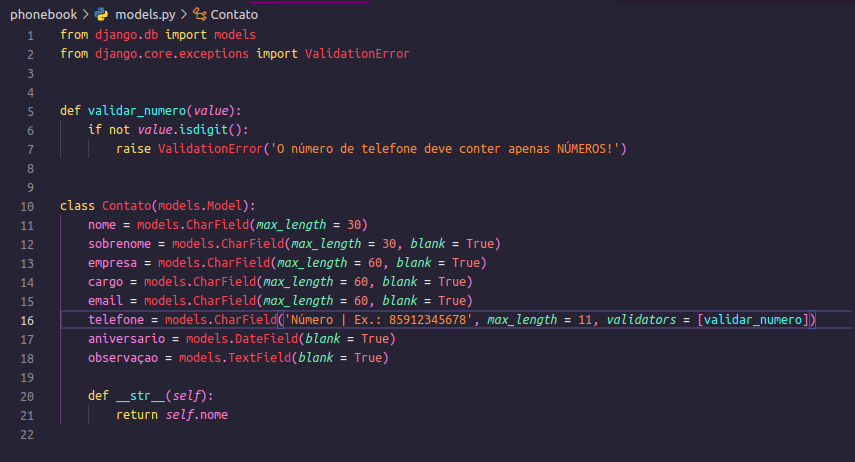 phonebook > models.py > Contato
1 from django.db import models
2 from django.core.exceptions import ValidationError
3
4
5 def validar_numero(value):
6 if not value.isdigit():
7 raise ValidationError('O número de telefone deve conter apenas NÚMEROS!')
8
9
10 class Contato(models.Model):
11 nome = models.CharField(max_length = 30)
12 sobrenome = models.CharField(max_length = 30, blank = True)
13 empresa = models.CharField(max_length = 60, blank = True)
14 cargo = models.CharField(max_length = 60, blank = True)
15 email = models.CharField(max_length = 60, blank = True)
16 telefone = models.CharField('Número | Ex.: 85912345678', max_length = 11, validators = [validar_numero])
17 aniversario = models.DateField(blank = True)
18 observaçao = models.TextField(blank = True)
19
20 def __str__(self):
21 return self.nome
22